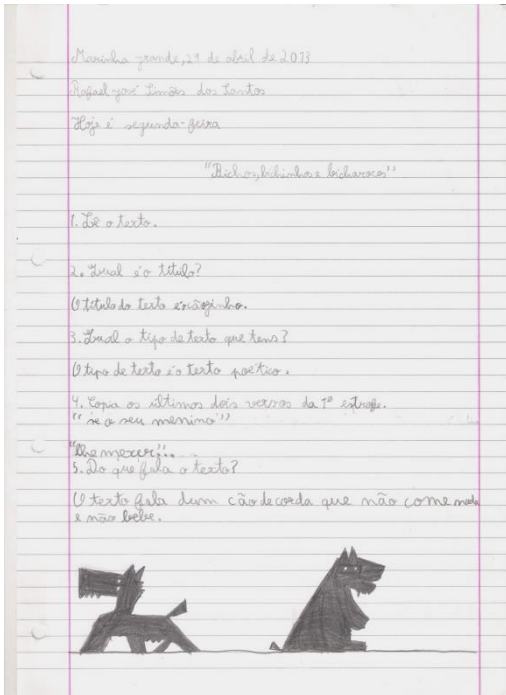 Marinha grande, 29 de abril de 2013
Rafael José Simões dos Santos
Hoje é segunda-feira
"Bichos, bichinhos e bicharocos"
1. Lê o texto.
2. Qual é o título?
O título do texto é o cãozinho.
3. Qual o tipo de texto que tens?
O tipo de texto é o texto poético.
4. Copia os últimos dois versos da 1ª estrofe.
"se o seu menino"
"lhe mexer"...
5. Do que fala o texto?
O texto fala dum cão de corda que não come nada
e não bebe.